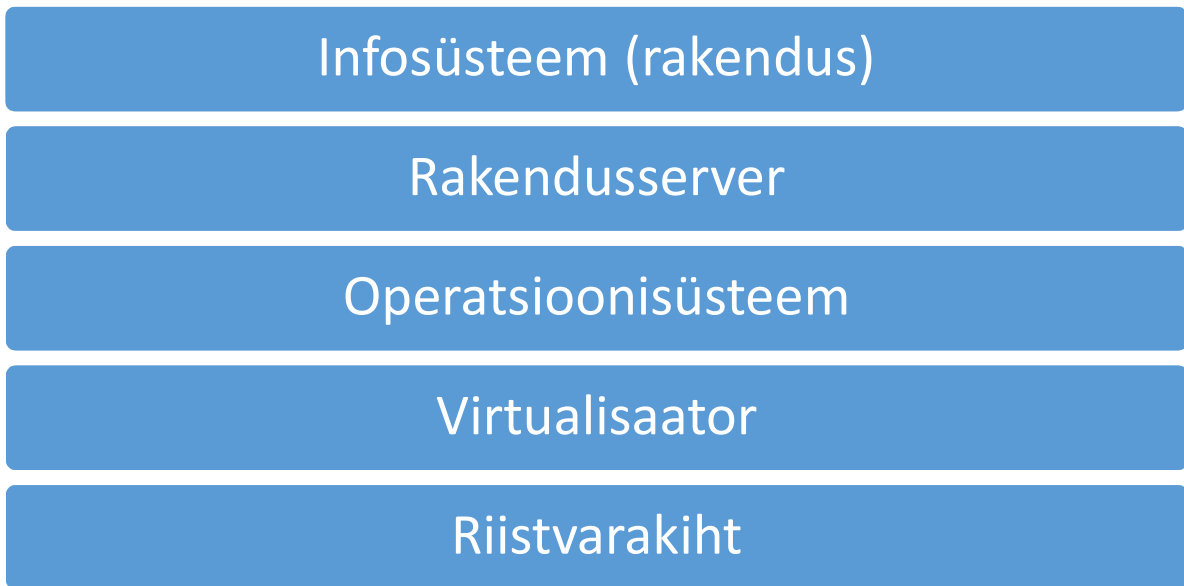 Infosüsteem (rakendus)
Rakendusserver
Operatsioonisüsteem
Virtualisaator
Riistvarakiht